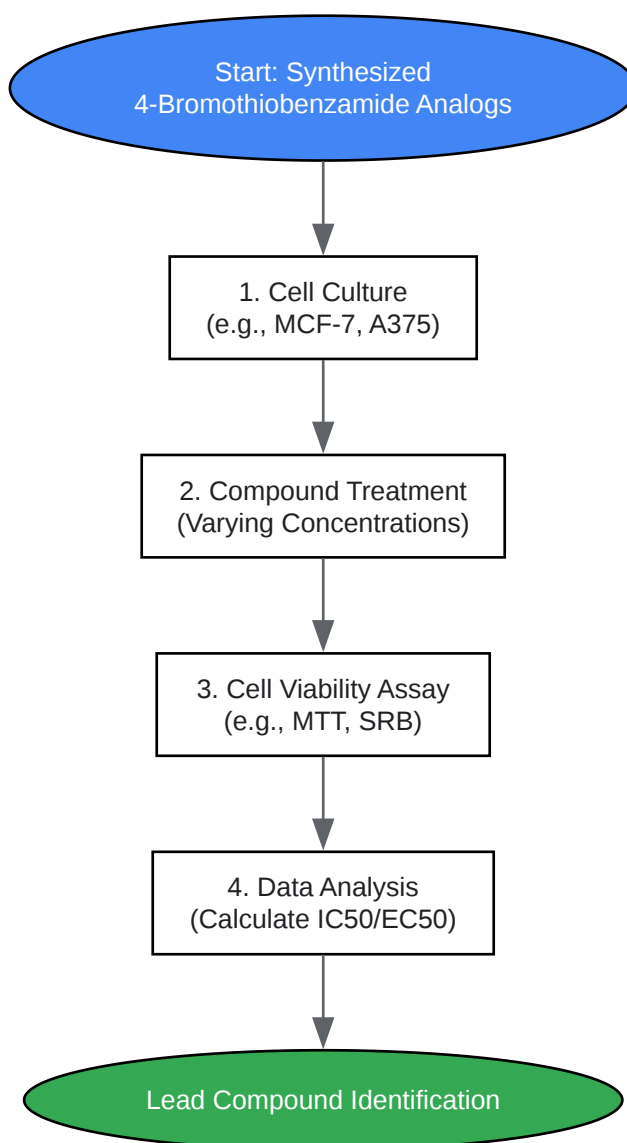 Start: Synthesized
4-Bromothiobenzamide Analogs
1. Cell Culture
(e.g., MCF-7, A375)
2. Compound Treatment
(Varying Concentrations)
3. Cell Viability Assay
(e.g., MTT, SRB)
4. Data Analysis
(Calculate IC50/EC50)
Lead Compound Identification